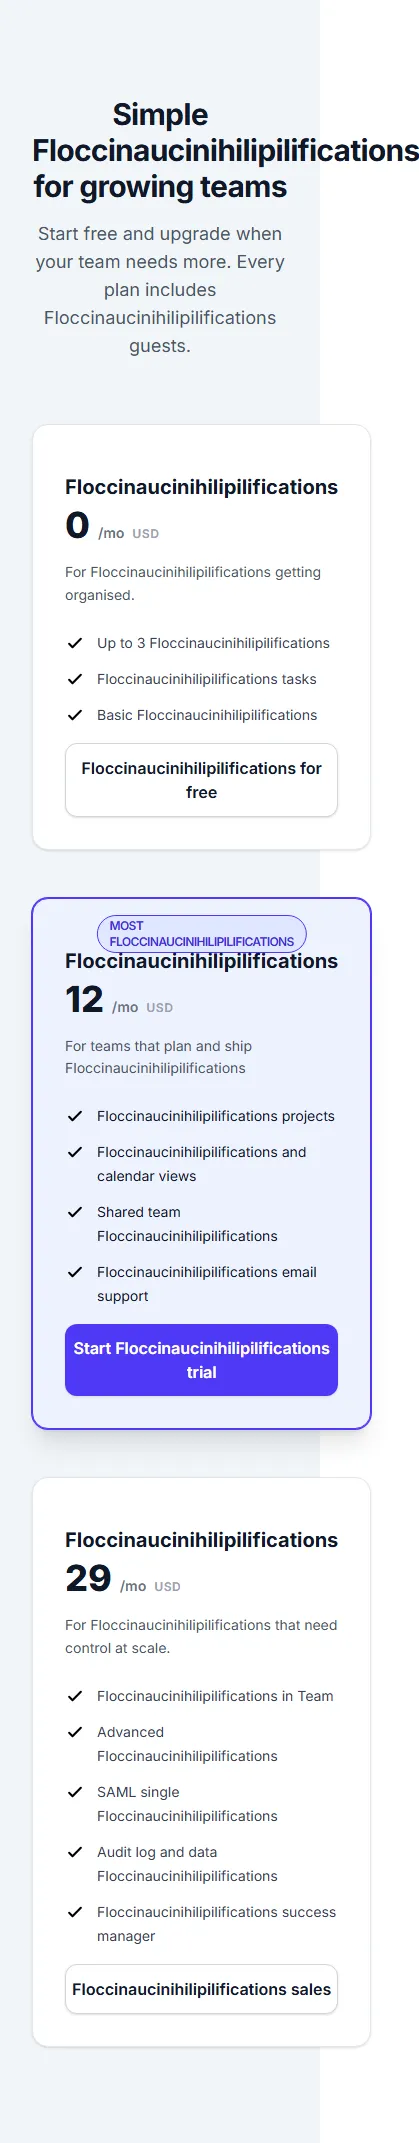 Simple
Floccinaucinihilipilifications
for growing teams
Start free and upgrade when
your team needs more. Every
plan includes
Floccinaucinihilipilifications
guests.
Floccinaucinihilipilifications
0 /mo USD
For Floccinaucinihilipilifications getting
organised.
Up to 3 Floccinaucinihilipilifications
Floccinaucinihilipilifications tasks
Basic Floccinaucinihilipilifications
Floccinaucinihilipilifications for
free
MOST
FLOCCINAUCINIHILIPILIFICATIONS
Floccinaucinihilipilifications
12 /mo USD
For teams that plan and ship
Floccinaucinihilipilifications
Floccinaucinihilipilifications projects
Floccinaucinihilipilifications and
calendar views
Shared team
Floccinaucinihilipilifications
Floccinaucinihilipilifications email
support
Start Floccinaucinihilipilifications
trial
Floccinaucinihilipilifications
29 /mo USD
For Floccinaucinihilipilifications that need
control at scale.
Floccinaucinihilipilifications in Team
Advanced
Floccinaucinihilipilifications
SAML single
Floccinaucinihilipilifications
Audit log and data
Floccinaucinihilipilifications
Floccinaucinihilipilifications success
manager
Floccinaucinihilipilifications sales